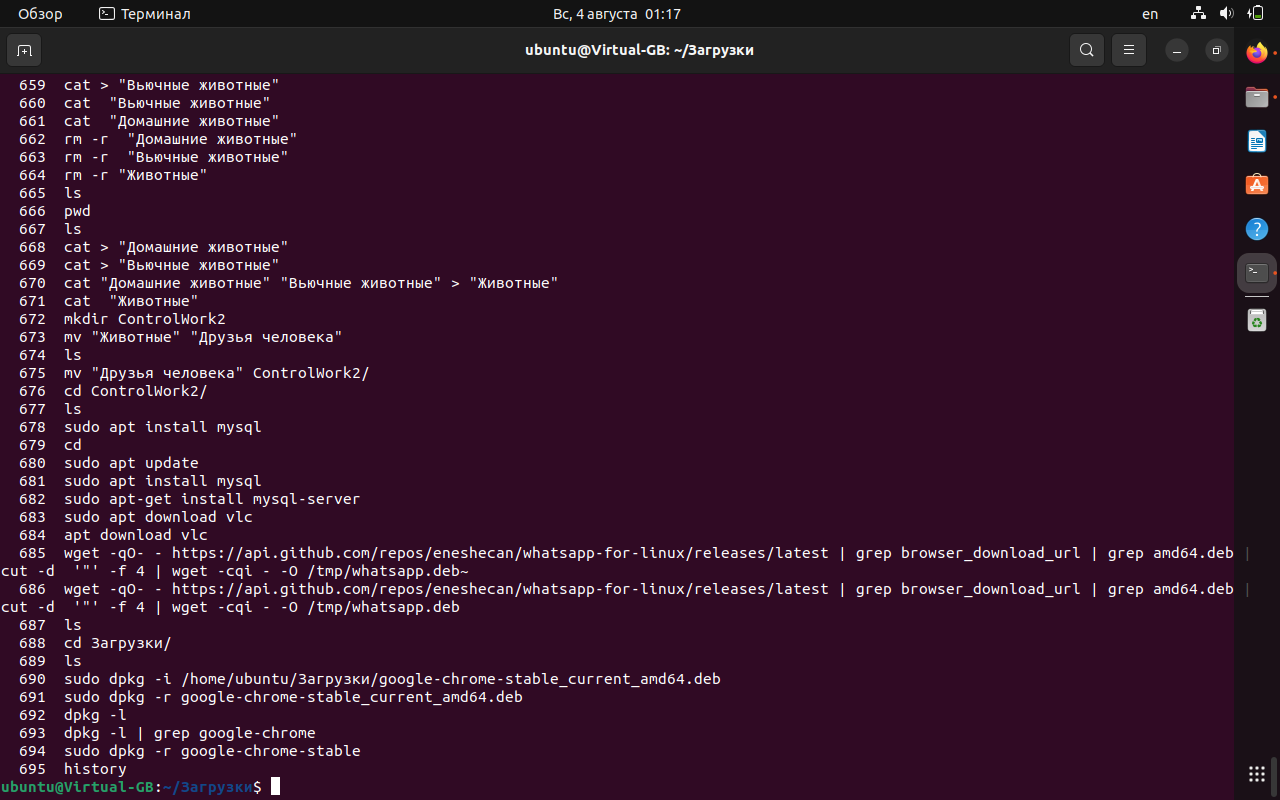 Обзор Терминал Вс, 4 августа 01:17 en
ubuntu@Virtual-GB: ~/Загрузки
659 cat > "Вьючные животные"
660 cat  "Вьючные животные"
661 cat  "Домашние животные"
662 rm -r  "Домашние животные"
663 rm -r  "Вьючные животные"
664 rm -r "Животные"
665 ls
666 pwd
667 ls
668 cat > "Домашние животные"
669 cat > "Вьючные животные"
670 cat "Домашние животные" "Вьючные животные" > "Животные"
671 cat  "Животные"
672 mkdir ControlWork2
673 mv "Животные" "Друзья человека"
674 ls
675 mv "Друзья человека" ControlWork2/
676 cd ControlWork2/
677 ls
678 sudo apt install mysql
679 cd
680 sudo apt update
681 sudo apt install mysql
682 sudo apt-get install mysql-server
683 sudo apt download vlc
684 apt download vlc
685 wget -qO- - https://api.github.com/repos/eneshecan/whatsapp-for-linux/releases/latest | grep browser_download_url | grep amd64.deb |
cut -d  '"' -f 4 | wget -cqi - -O /tmp/whatsapp.deb~
686 wget -qO- - https://api.github.com/repos/eneshecan/whatsapp-for-linux/releases/latest | grep browser_download_url | grep amd64.deb |
cut -d  '"' -f 4 | wget -cqi - -O /tmp/whatsapp.deb
687 ls
688 cd Загрузки/
689 ls
690 sudo dpkg -i /home/ubuntu/Загрузки/google-chrome-stable_current_amd64.deb
691 sudo dpkg -r google-chrome-stable_current_amd64.deb
692 dpkg -l
693 dpkg -l | grep google-chrome
694 sudo dpkg -r google-chrome-stable
695 history
ubuntu@Virtual-GB:~/Загрузки$